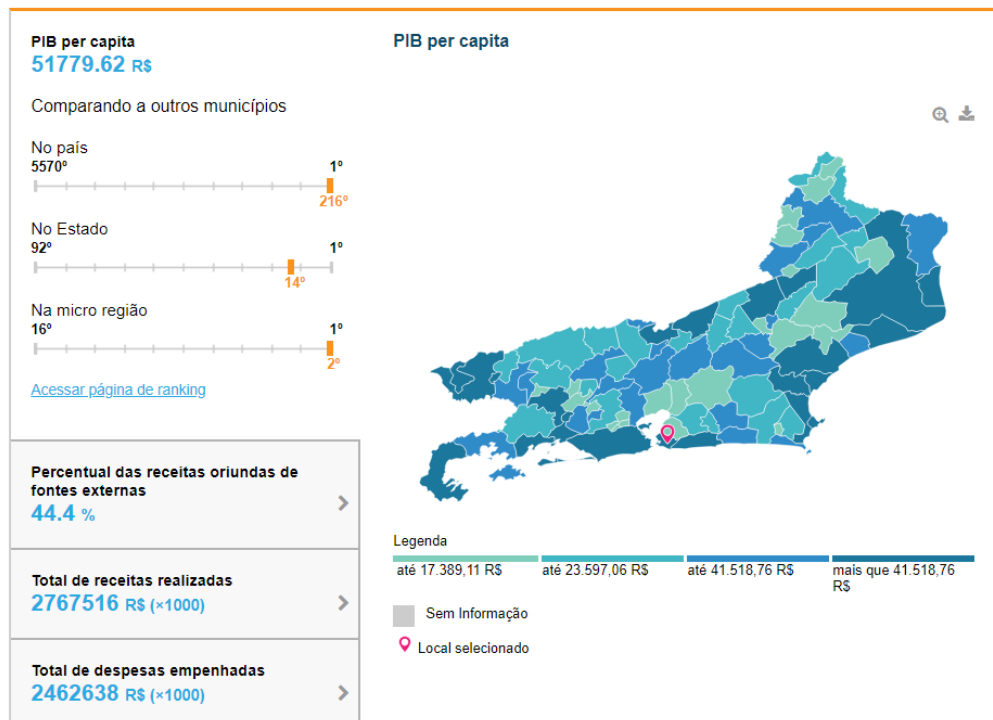 PIB per capita
51779.62 R$
Comparando a outros municípios
No país
5570º 1º
216º
No Estado
92º 1º
14º
Na micro região
16º 1º
2º
Acessar página de ranking
Percentual das receitas oriundas de
fontes externas
44.4 %
Total de receitas realizadas
2767516 R$ (×1000)
Total de despesas empenhadas
2462638 R$ (×1000)
PIB per capita
Legenda
até 17.389,11 R$
até 23.597,06 R$
até 41.518,76 R$
mais que 41.518,76
R$
Sem Informação
Local selecionado